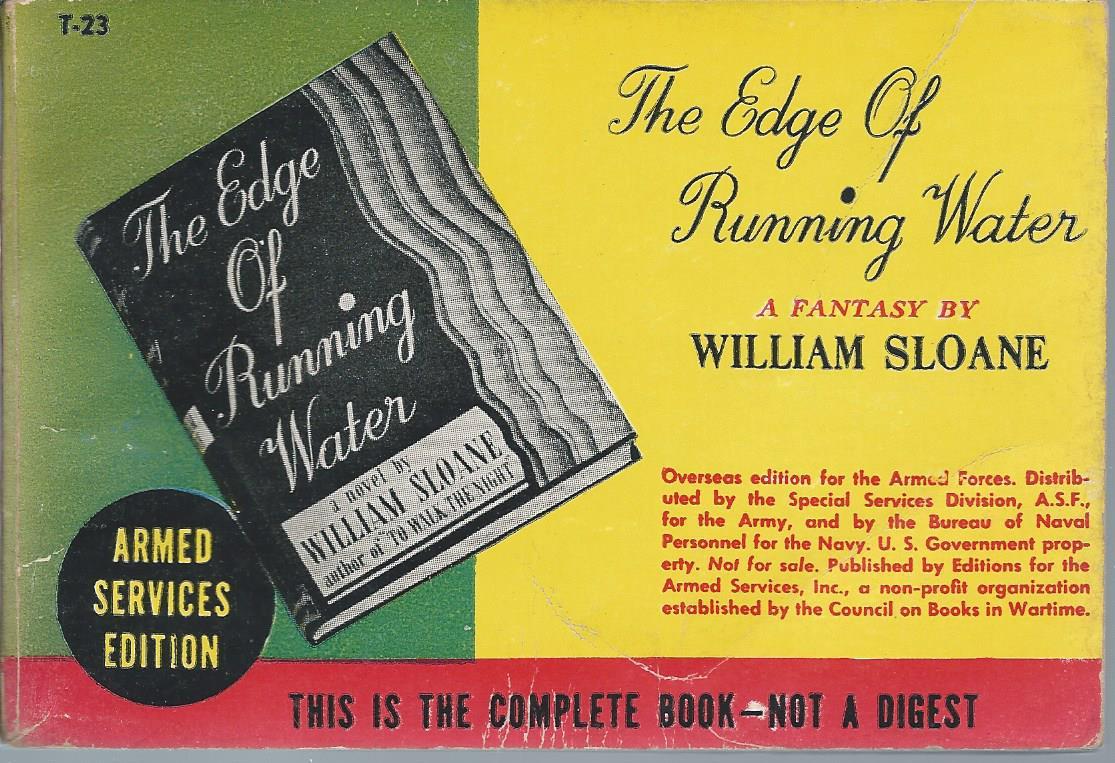 T-23
The Edge
Of
Running
Water
a novel by
WILLIAM SLOANE
author of "TO WALK THE NIGHT"
ARMED
SERVICES
EDITION
The Edge Of
Running Water
A FANTASY BY
WILLIAM SLOANE
Overseas edition for the Armed Forces. Distrib-
uted by the Special Services Division, A.S.F.,
for the Army, and by the Bureau of Naval
Personnel for the Navy. U. S. Government prop-
erty. Not for sale. Published by Editions for the
Armed Services, Inc., a non-profit organization
established by the Council on Books in Wartime.
THIS IS THE COMPLETE BOOK—NOT A DIGEST